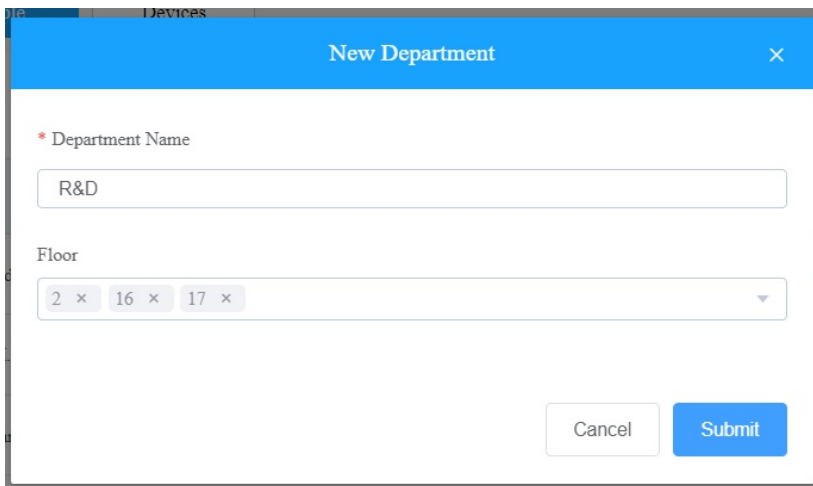 Devices
New Department
* Department Name
R&D
Floor
2 × 16 × 17 ×
Cancel Submit